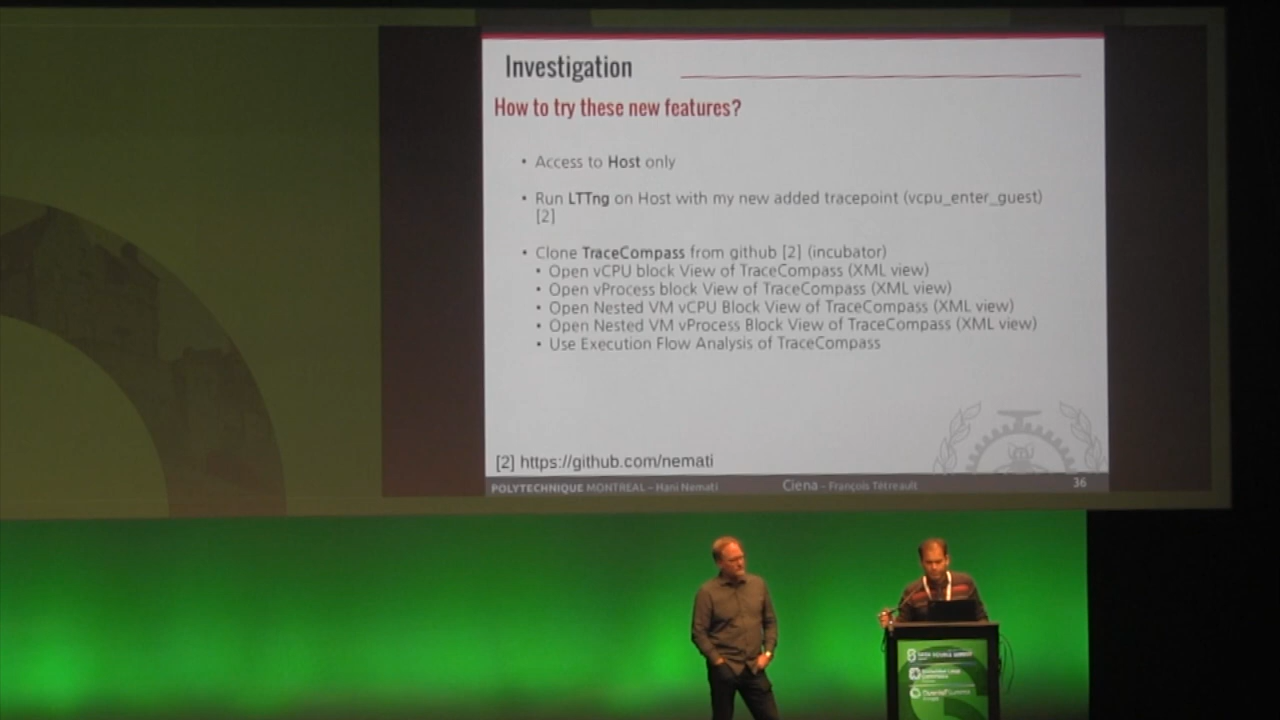 Investigation
How to try these new features?
• Access to Host only
• Run LTTng on Host with my new added tracepoint (vcpu_enter_guest)
[2]
• Clone TraceCompass from github [2] (incubator)
• Open vCPU block View of TraceCompass (XML view)
• Open vProcess block View of TraceCompass (XML view)
• Open Nested VM vCPU Block View of TraceCompass (XML view)
• Open Nested VM vProcess Block View of TraceCompass (XML view)
• Use Execution Flow Analysis of TraceCompass
[2] https://github.com/nemati
POLYTECHNIQUE MONTREAL – Hani Nemati Ciena – François Tétreault 36